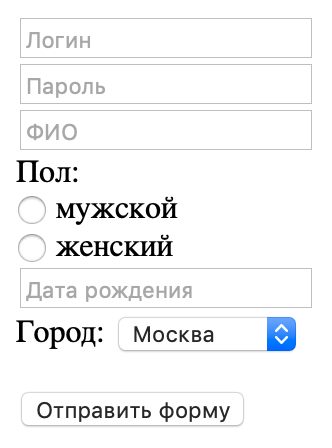 Логин
Пароль
ФИО
Пол:
мужской
женский
Дата рождения
Город: Москва
Отправить форму